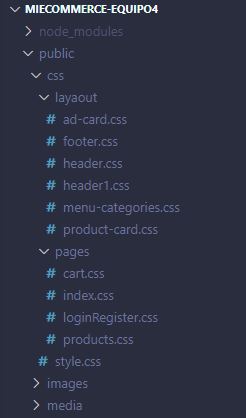 MIECOMMERCE-EQUIPO4
node_modules
public
css
layaout
# ad-card.css
# footer.css
# header.css
# header1.css
# menu-categories.css
# product-card.css
pages
# cart.css
# index.css
# loginRegister.css
# products.css
# style.css
images
media